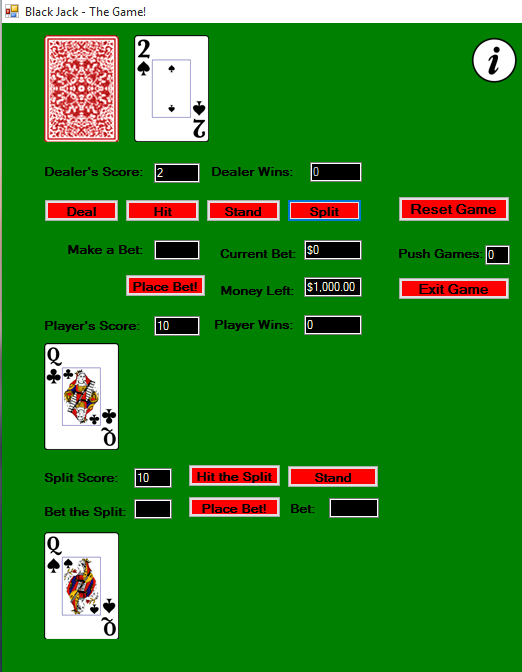 Black Jack - The Game!
2
2
i
Dealer's Score: 2 Dealer Wins: 0
Deal Hit Stand Split Reset Game
Make a Bet: Current Bet: $0 Push Games: 0
Place Bet! Money Left: $1,000.00 Exit Game
Player's Score: 10 Player Wins: 0
Q
Q
Split Score: 10 Hit the Split Stand
Bet the Split: Place Bet! Bet:
Q
Q